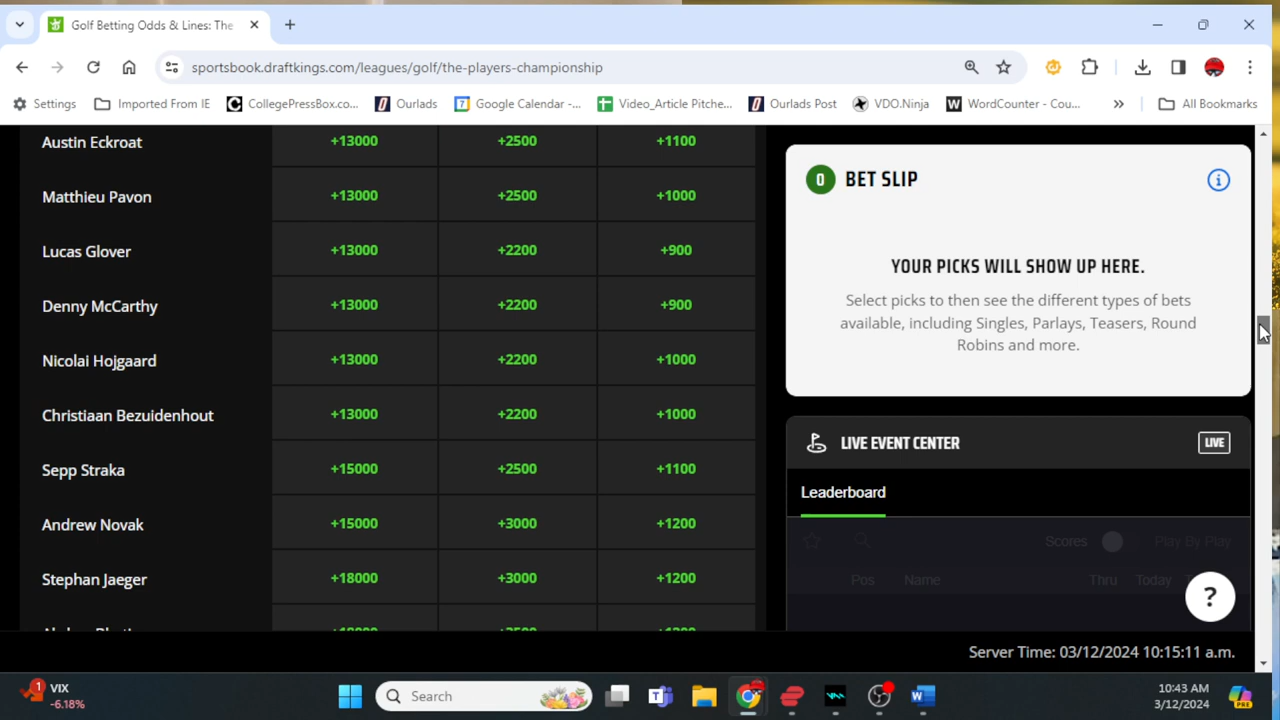 Golf Betting Odds & Lines: The
sportsbook.draftkings.com/leagues/golf/the-players-championship
Settings Imported From IE CollegePressBox.co... Ourlads Google Calendar -... Video_Article Pitche... Ourlads Post VDO.Ninja WordCounter - Cou... » All Bookmarks
Austin Eckroat +13000 +2500 +1100
Matthieu Pavon +13000 +2500 +1000
Lucas Glover +13000 +2200 +900
Denny McCarthy +13000 +2200 +900
Nicolai Hojgaard +13000 +2200 +1000
Christiaan Bezuidenhout +13000 +2200 +1000
Sepp Straka +15000 +2500 +1100
Andrew Novak +15000 +3000 +1200
Stephan Jaeger +18000 +3000 +1200
0 BET SLIP
YOUR PICKS WILL SHOW UP HERE.
Select picks to then see the different types of bets
available, including Singles, Parlays, Teasers, Round
Robins and more.
LIVE EVENT CENTER LIVE
Leaderboard
Scores Play By Play
Pos Name Thru Today
?
Server Time: 03/12/2024 10:15:11 a.m.
1 VIX
-6.18%
Search
10:43 AM
3/12/2024
PRE